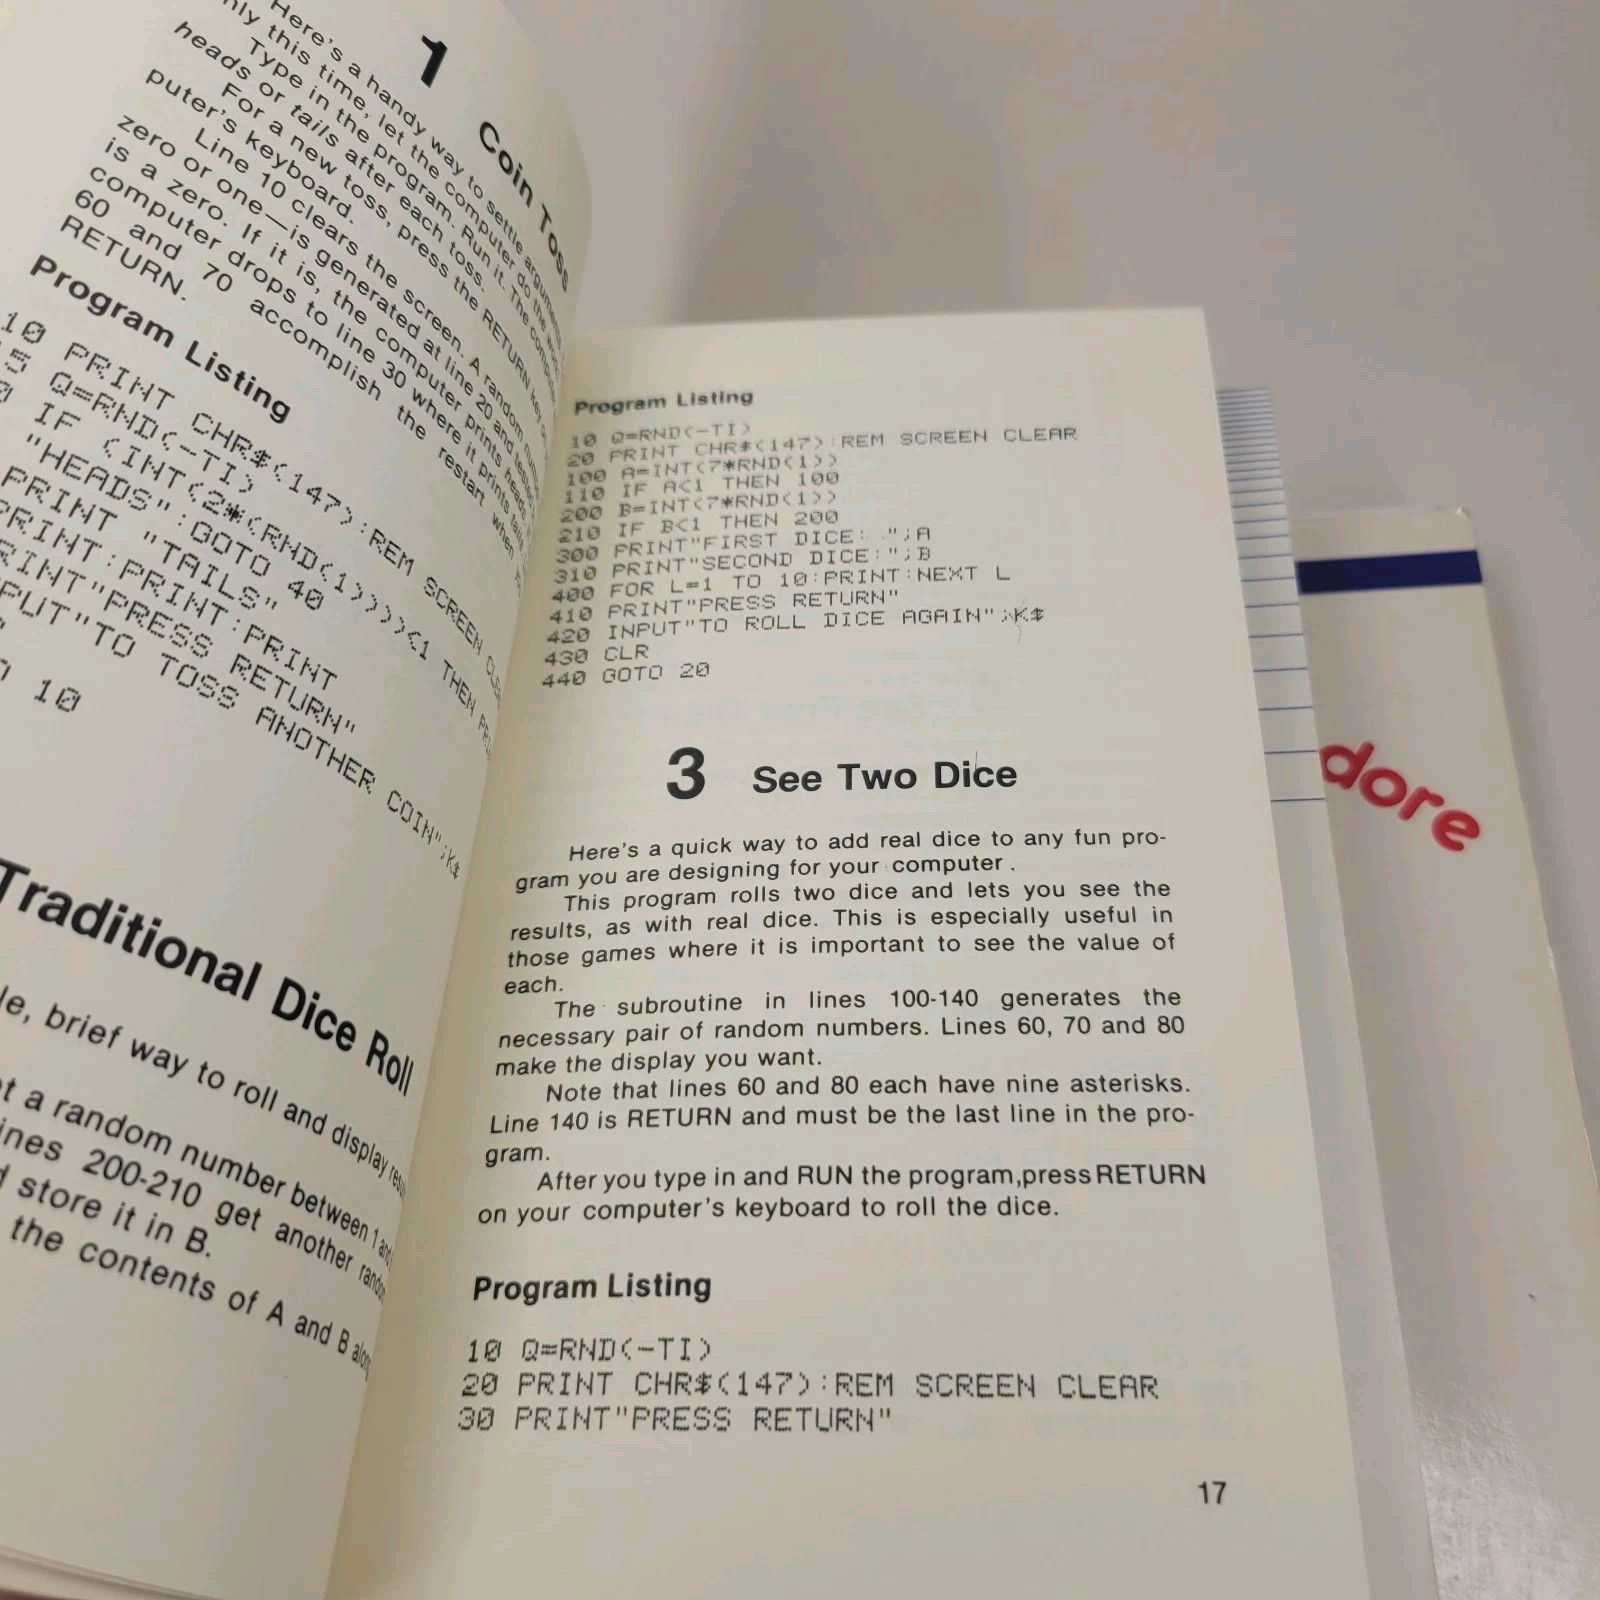 1 Coin Toss
Here's a handy way to settle arguments
only this time, let the computer do the work.
Type in the program. Run it. The computer
heads or tails after each toss.
For a new toss, press the RETURN key on
puter's keyboard.
Line 10 clears the screen. A random
zero or one—is generated at line 20 and tested
is a zero. If it is, the computer prints heads.
computer drops to line 30 where it prints tails
60 and 70 accomplish the restart when
RETURN.
Program Listing
10 PRINT CHR$(147):REM SCREEN CLEAR
15 Q=RND(-TI)
IF (INT(2*(RND(1))))<1 THEN
"HEADS":GOTO 40
PRINT "TAILS"
PRINT:PRINT:PRINT
PRINT"PRESS RETURN"
INPUT"TO TOSS ANOTHER COIN";K$
10
Traditional Dice Roll
brief way to roll and display
a random number between 1 and
lines 200-210 get another random
store it in B.
the contents of A and B along
Program Listing
10 Q=RND(-TI)
20 PRINT CHR$(147):REM SCREEN CLEAR
100 A=INT(7*RND(1))
110 IF A<1 THEN 100
200 B=INT(7*RND(1))
210 IF B<1 THEN 200
300 PRINT"FIRST DICE: ";A
310 PRINT"SECOND DICE:";B
400 FOR L=1 TO 10:PRINT:NEXT L
410 PRINT"PRESS RETURN"
420 INPUT"TO ROLL DICE AGAIN";K$
430 CLR
440 GOTO 20
3 See Two Dice
Here's a quick way to add real dice to any fun pro-
gram you are designing for your computer .
This program rolls two dice and lets you see the
results, as with real dice. This is especially useful in
those games where it is important to see the value of
each.
The subroutine in lines 100-140 generates the
necessary pair of random numbers. Lines 60, 70 and 80
make the display you want.
Note that lines 60 and 80 each have nine asterisks.
Line 140 is RETURN and must be the last line in the pro-
gram.
After you type in and RUN the program,press RETURN
on your computer's keyboard to roll the dice.
Program Listing
10 Q=RND(-TI)
20 PRINT CHR$(147):REM SCREEN CLEAR
30 PRINT"PRESS RETURN"
17
dore